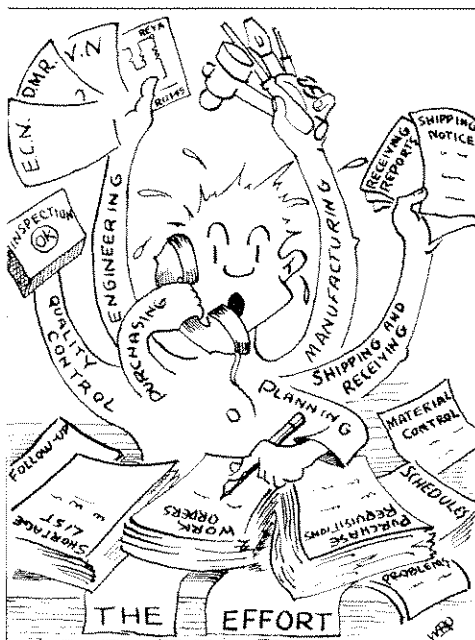 E.C.N.
D.M.R.
V.N
REV A
INSPECTION
OK
QUALITY
CONTROL
ENGINEERING
PURCHASING
MANUFACTURING
RECEIVING
REPORTS
SHIPPING
NOTICE
SHIPPING AND
RECEIVING
PLANNING
FOLLOW-UP
SHORTAGE
LIST
WORK
ORDERS
PURCHASE
REQUISITIONS
MATERIAL
CONTROL
SCHEDULES
PROBLEMS
THE EFFORT